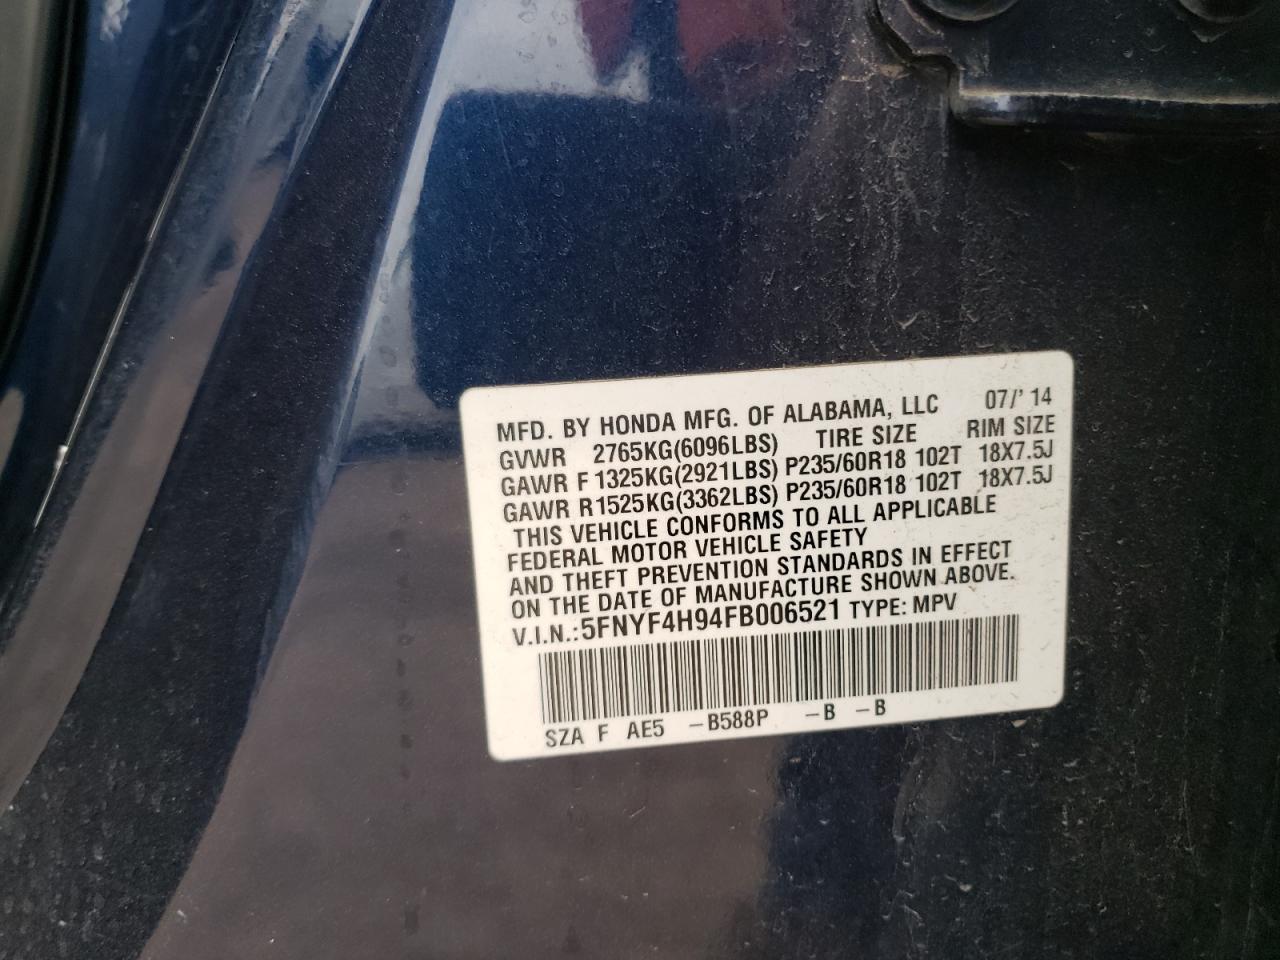 MFD. BY HONDA MFG. OF ALABAMA, LLC 07/' 14
GVWR 2765KG(6096LBS) TIRE SIZE RIM SIZE
GAWR F 1325KG(2921LBS) P235/60R18 102T 18X7.5J
GAWR R1525KG(3362LBS) P235/60R18 102T 18X7.5J
THIS VEHICLE CONFORMS TO ALL APPLICABLE
FEDERAL MOTOR VEHICLE SAFETY
AND THEFT PREVENTION STANDARDS IN EFFECT
ON THE DATE OF MANUFACTURE SHOWN ABOVE.
V.I.N.:5FNYF4H94FB006521 TYPE: MPV
SZA F AE5 -B588P -B -B